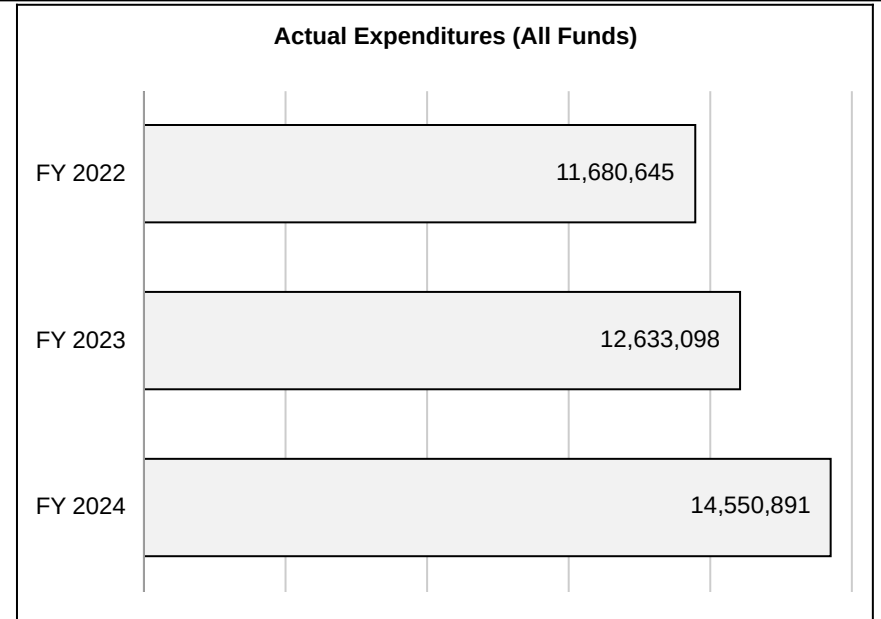 Actual Expenditures (All Funds)
FY 2022 11,680,645
FY 2023 12,633,098
FY 2024 14,550,891